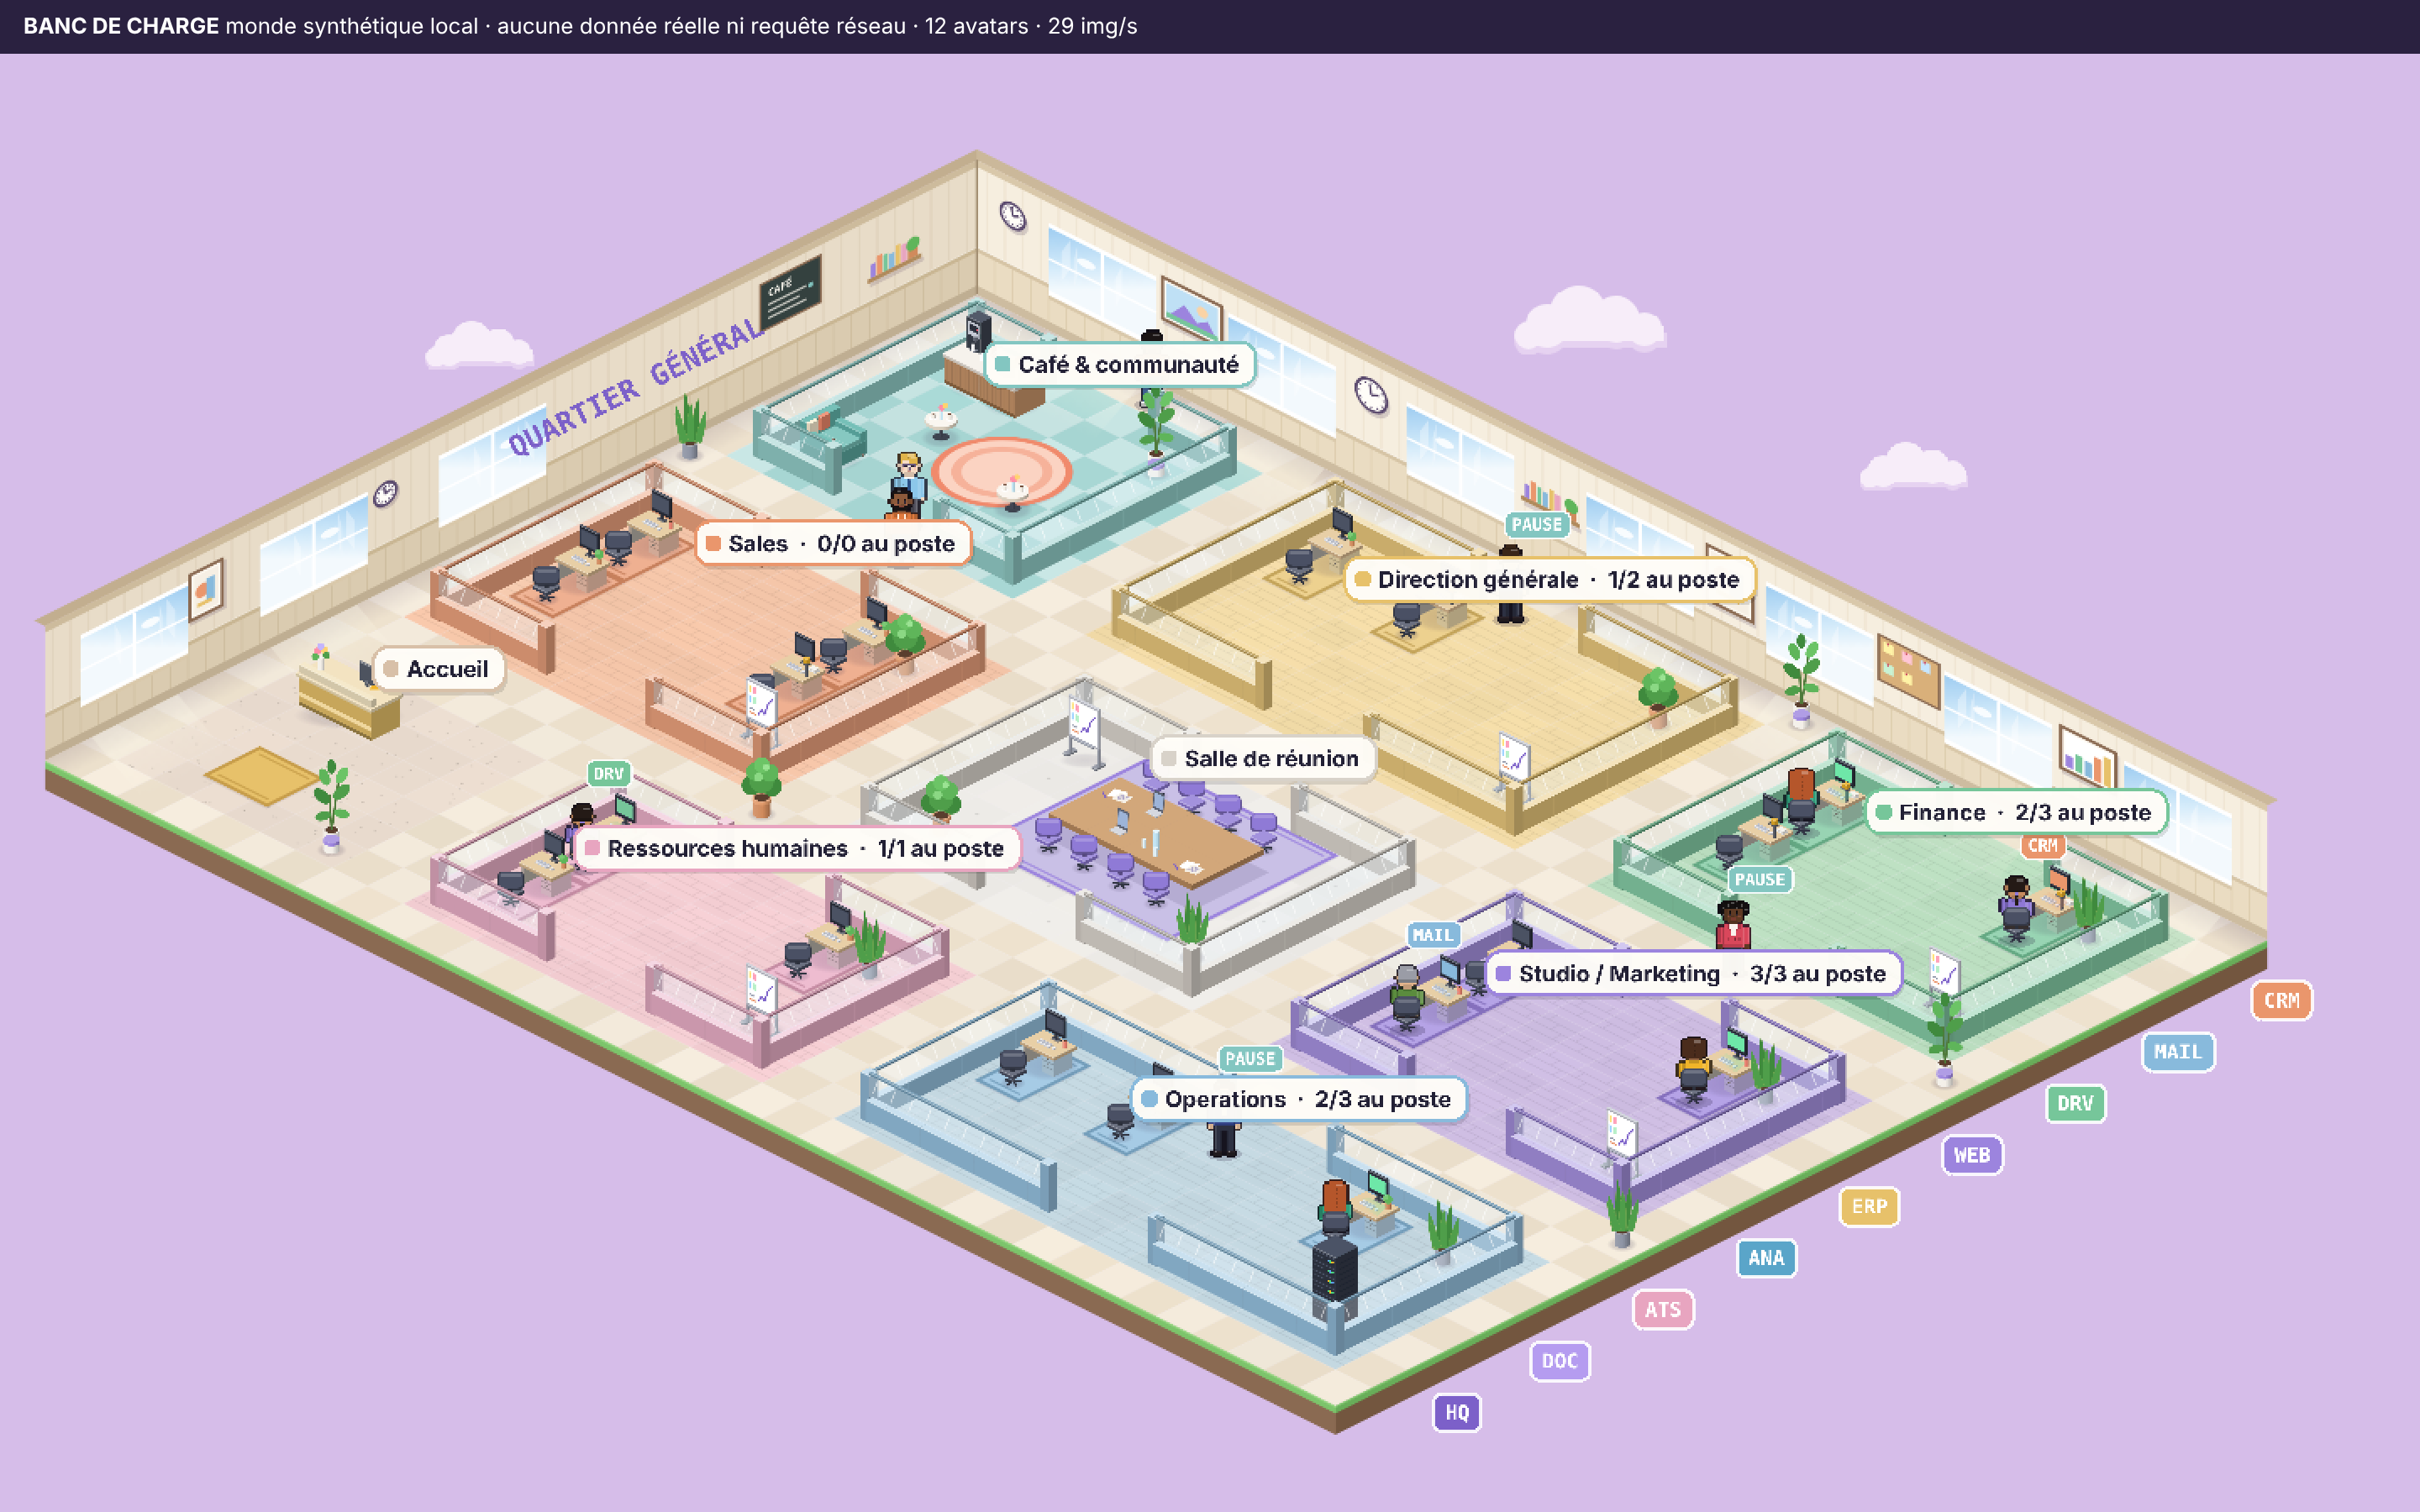 BANC DE CHARGE monde synthétique local · aucune donnée réelle ni requête réseau · 12 avatars · 29 img/s
CAFÉ
QUARTIER GÉNÉRAL
Café & communauté
PAUSE
Sales · 0/0 au poste
Direction générale · 1/2 au poste
Accueil
Salle de réunion
DRV
Finance · 2/3 au poste
Ressources humaines · 1/1 au poste
CRM
PAUSE
MAIL
Studio / Marketing · 3/3 au poste
CRM
PAUSE
MAIL
Operations · 2/3 au poste
DRV
WEB
ERP
ANA
ATS
DOC
HQ